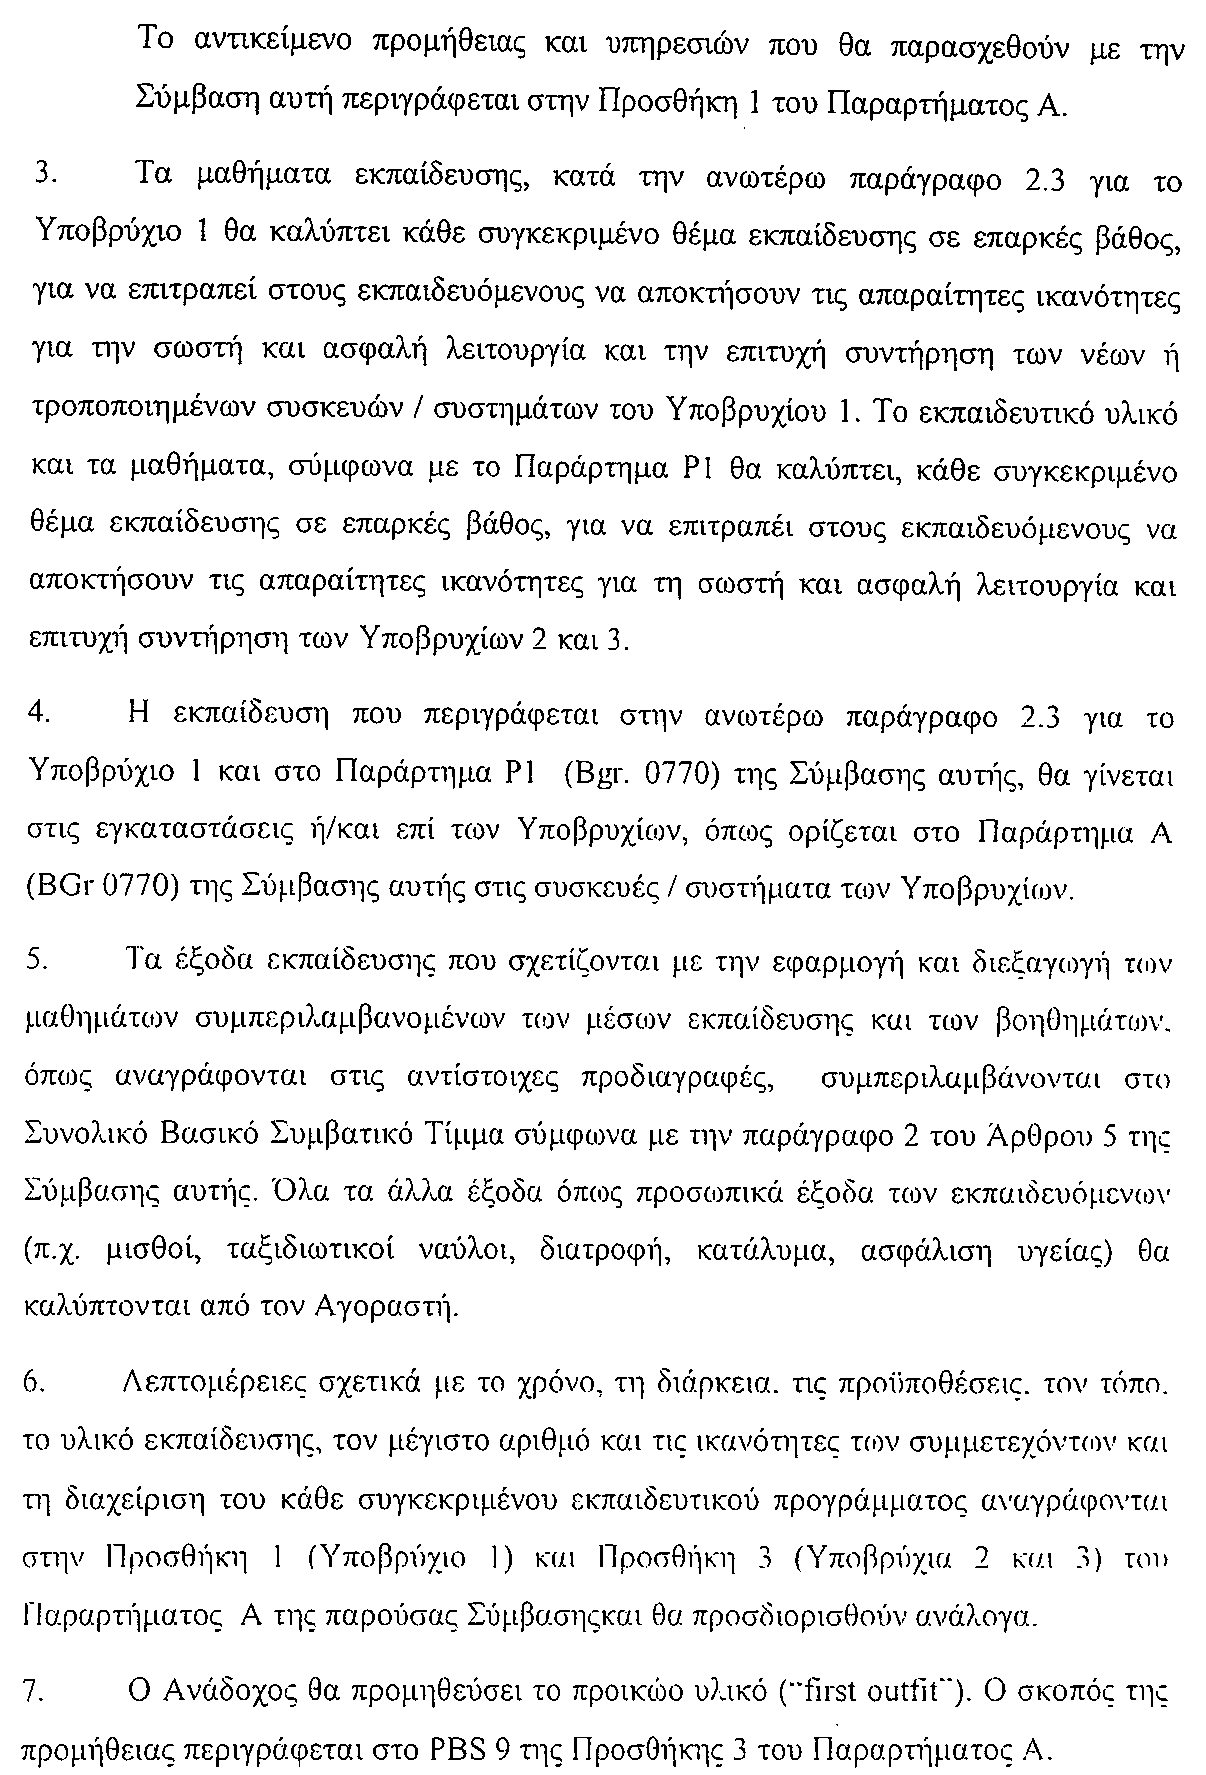 Το αντικείμενο προμήθειας και υπηρεσιών που θα παρασχεθούν με την
Σύμβαση αυτή περιγράφεται στην Προσθήκη 1 του Παραρτήματος Α.
3. Τα μαθήματα εκπαίδευσης, κατά την ανωτέρω παράγραφο 2.3 για το
Υποβρύχιο 1 θα καλύπτει κάθε συγκεκριμένο θέμα εκπαίδευσης σε επαρκές βάθος,
για να επιτραπεί στους εκπαιδευόμενους να αποκτήσουν τις απαραίτητες ικανότητες
για την σωστή και ασφαλή λειτουργία και την επιτυχή συντήρηση των νέων ή
τροποποιημένων συσκευών / συστημάτων του Υποβρυχίου 1. Το εκπαιδευτικό υλικό
και τα μαθήματα, σύμφωνα με το Παράρτημα Ρ1 θα καλύπτει, κάθε συγκεκριμένο
θέμα εκπαίδευσης σε επαρκές βάθος, για να επιτραπέι στους εκπαιδευόμενους να
αποκτήσουν τις απαραίτητες ικανότητες για τη σωστή και ασφαλή λειτουργία και
επιτυχή συντήρηση των Υποβρυχίων 2 και 3.
4. Η εκπαίδευση που περιγράφεται στην ανωτέρω παράγραφο 2.3 για το
Υποβρύχιο 1 και στο Παράρτημα Ρ1 (Bgr. 0770) της Σύμβασης αυτής, θα γίνεται
στις εγκαταστάσεις ή/και επί των Υποβρυχίων, όπως ορίζεται στο Παράρτημα Α
(BGr 0770) της Σύμβασης αυτής στις συσκευές / συστήματα των Υποβρυχίων.
5. Τα έξοδα εκπαίδευσης που σχετίζονται με την εφαρμογή και διεξαγωγή των
μαθημάτων συμπεριλαμβανομένων των μέσων εκπαίδευσης και των βοηθημάτων,
όπως αναγράφονται στις αντίστοιχες προδιαγραφές, συμπεριλαμβάνονται στο
Συνολικό Βασικό Συμβατικό Τίμμα σύμφωνα με την παράγραφο 2 του Άρθρου 5 της
Σύμβασης αυτής. Όλα τα άλλα έξοδα όπως προσωπικά έξοδα των εκπαιδευόμενων
(π.χ. μισθοί, ταξιδιωτικοί ναύλοι, διατροφή, κατάλυμα, ασφάλιση υγείας) θα
καλύπτονται από τον Αγοραστή.
6. Λεπτομέρειες σχετικά με το χρόνο, τη διάρκεια, τις προϋποθέσεις, τον τόπο,
το υλικό εκπαίδευσης, τον μέγιστο αριθμό και τις ικανότητες των συμμετεχόντων και
τη διαχείριση του κάθε συγκεκριμένου εκπαιδευτικού προγράμματος αναγράφονται
στην Προσθήκη 1 (Υποβρύχιο 1) και Προσθήκη 3 (Υποβρύχια 2 και 3) του
Παραρτήματος Α της παρούσας Σύμβασηςκαι θα προσδιορισθούν ανάλογα.
7. Ο Ανάδοχος θα προμηθεύσει το προικώο υλικό ("first outfit"). Ο σκοπός της
προμήθειας περιγράφεται στο PBS 9 της Προσθήκης 3 του Παραρτήματος Α.